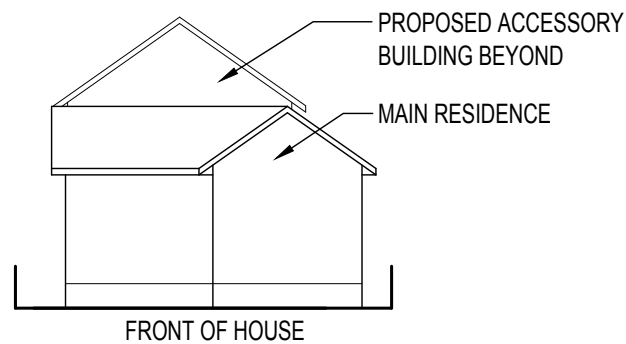 PROPOSED ACCESSORY
BUILDING BEYOND
MAIN RESIDENCE
FRONT OF HOUSE